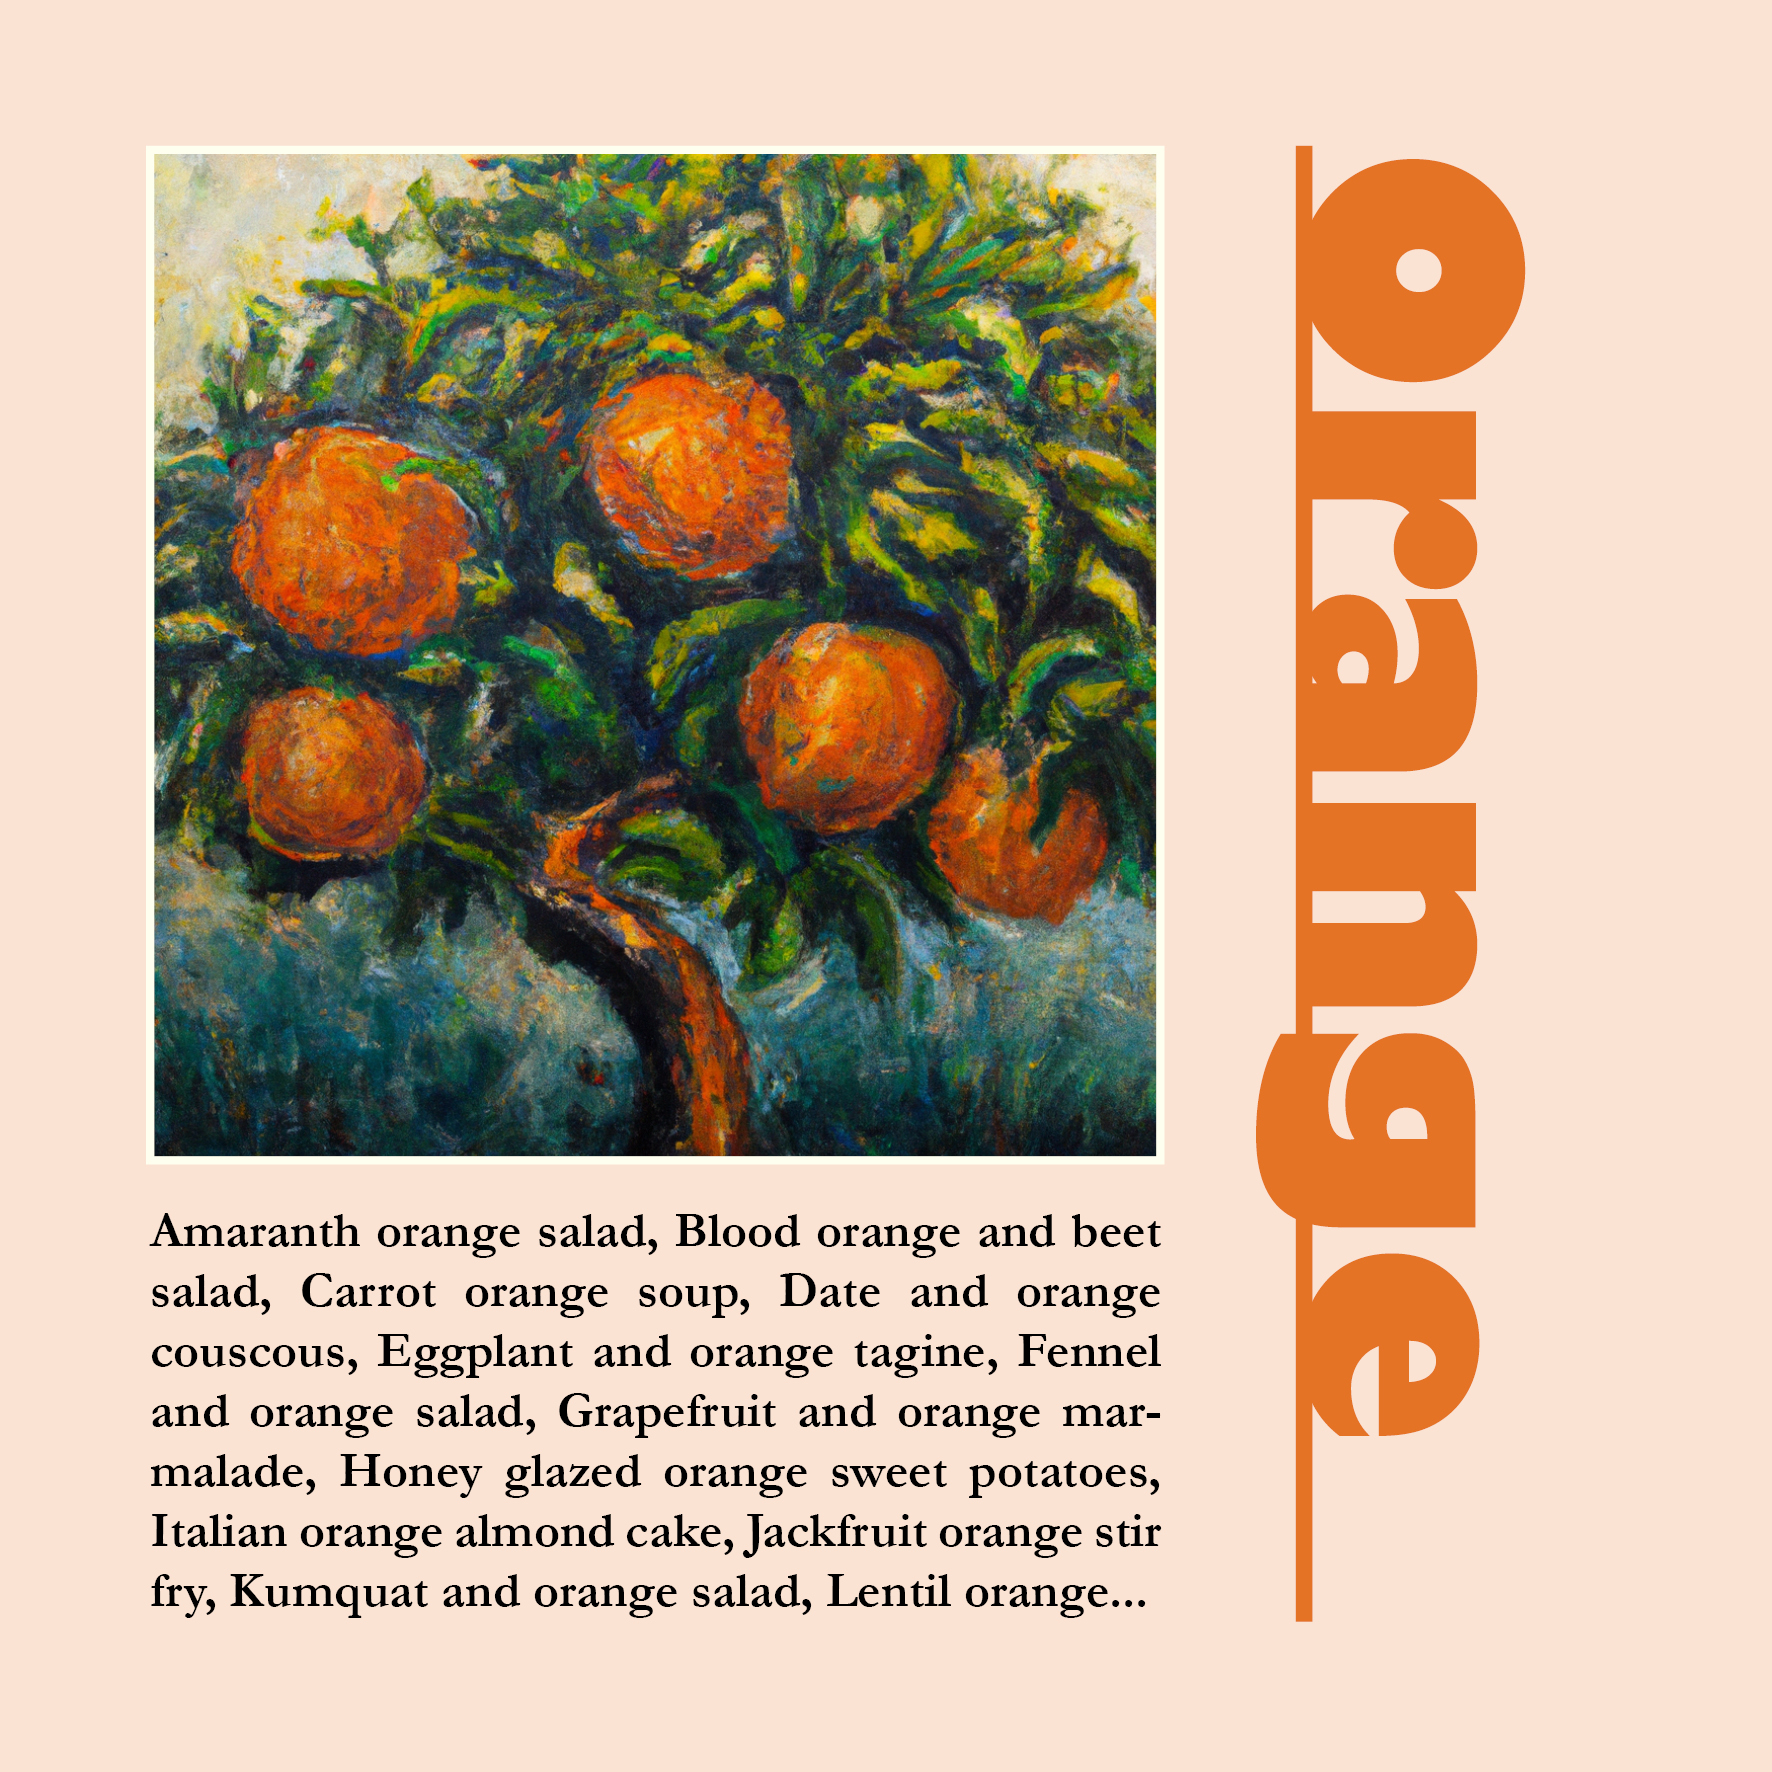 Amaranth orange salad, Blood orange and beet
salad, Carrot orange soup, Date and orange
couscous, Eggplant and orange tagine, Fennel
and orange salad, Grapefruit and orange mar-
malade, Honey glazed orange sweet potatoes,
Italian orange almond cake, Jackfruit orange stir
fry, Kumquat and orange salad, Lentil orange...
orange